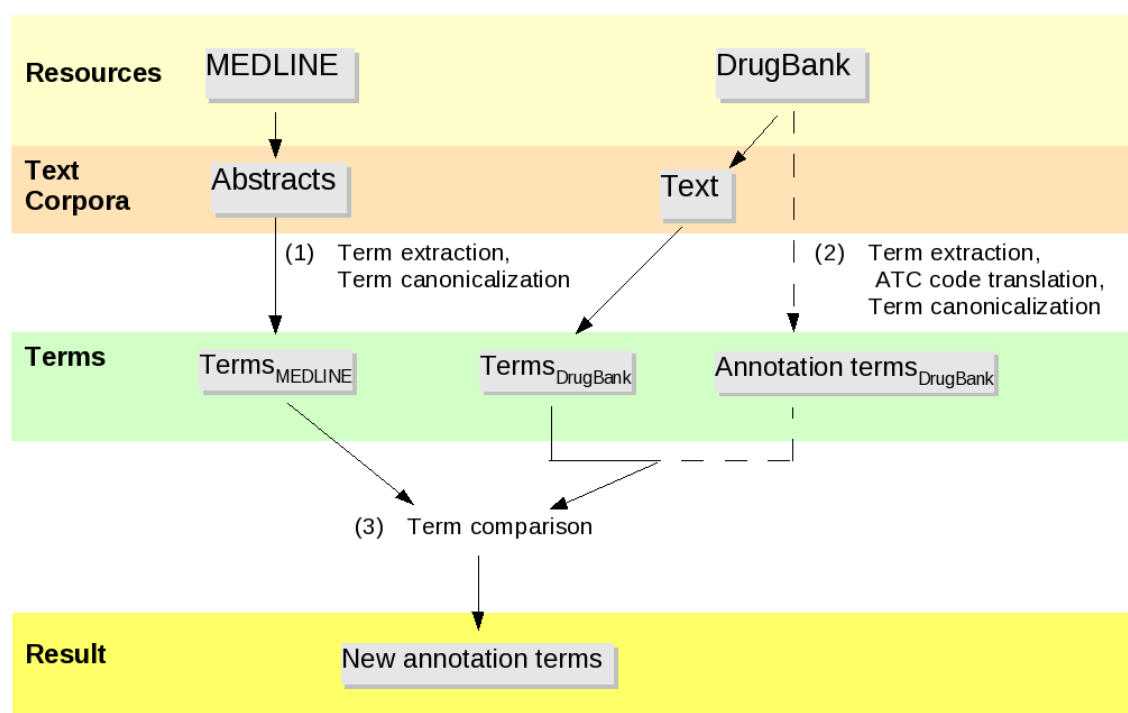 Resources
MEDLINE
DrugBank
Text
Corpora
Abstracts
Text
(1) Term extraction,
Term canonicalization
(2) Term extraction,
ATC code translation,
Term canonicalization
Terms
TermsMEDLINE
TermsDrugBank
Annotation termsDrugBank
(3) Term comparison
Result
New annotation terms